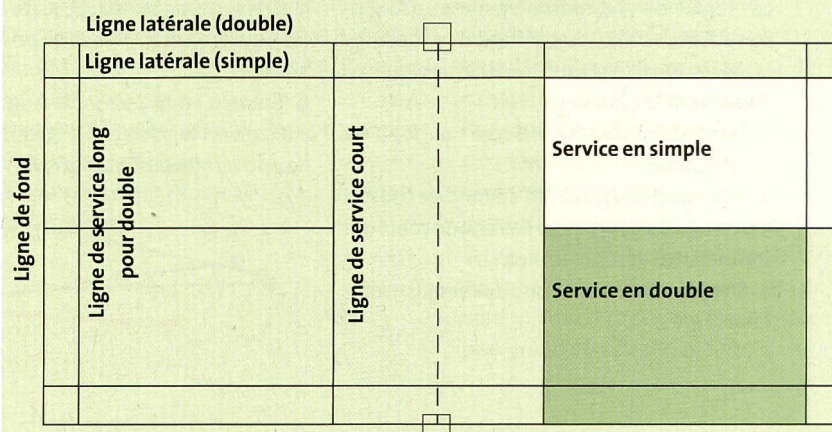 Ligne latérale (double)
Ligne latérale (simple)
Ligne de fond
Ligne de service long
pour double
Ligne de service court
Service en simple
Service en double